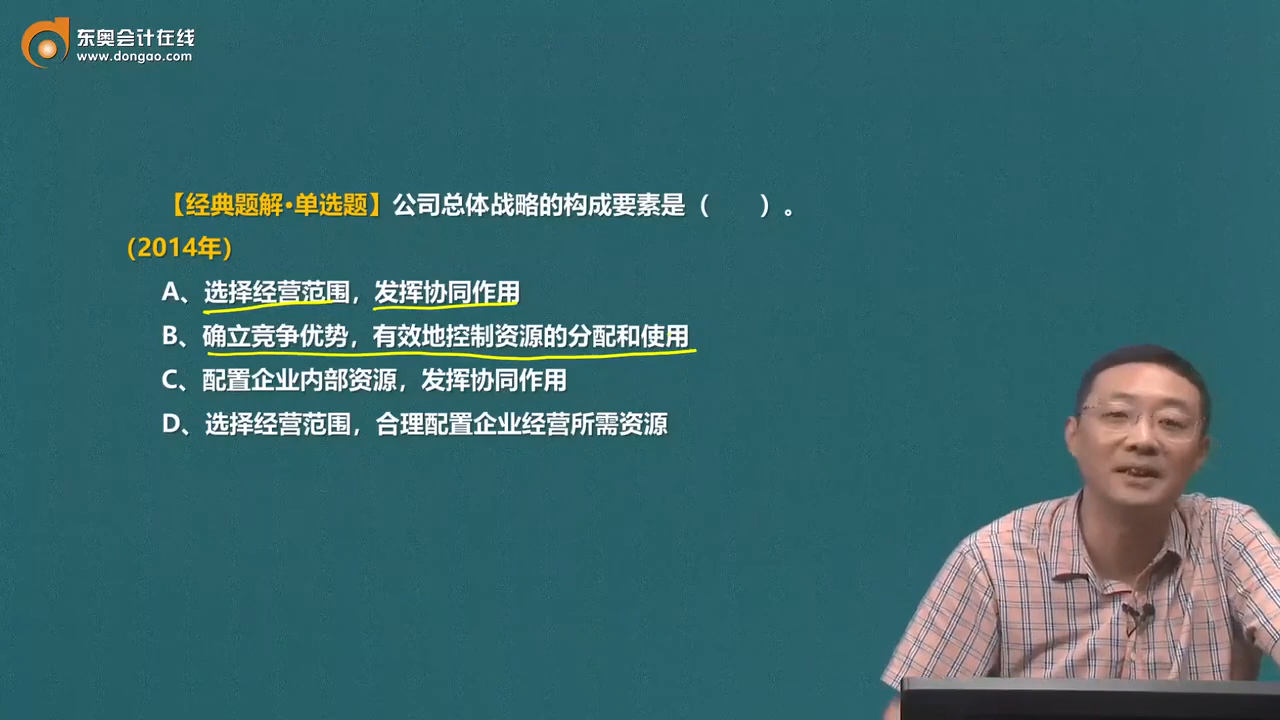 东奥会计在线
www.dongao.com
【经典题解·单选题】公司总体战略的构成要素是（　　）。
(2014年)
A、选择经营范围，发挥协同作用
B、确立竞争优势，有效地控制资源的分配和使用
C、配置企业内部资源，发挥协同作用
D、选择经营范围，合理配置企业经营所需资源